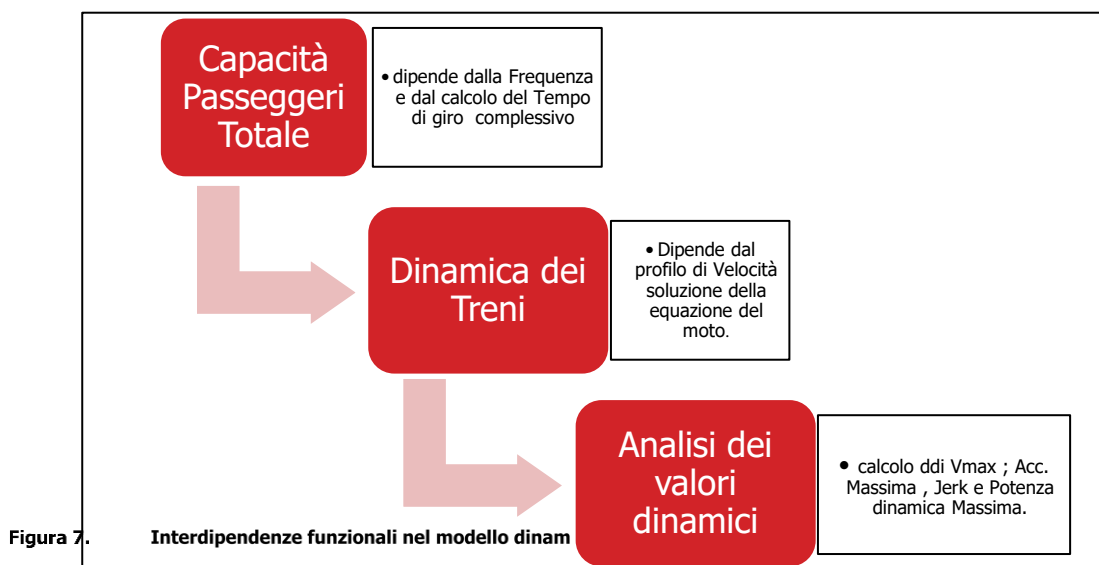 Capacità
Passeggeri
Totale
• dipende dalla Frequenza
e dal calcolo del Tempo
di giro complessivo
Dinamica dei
Treni
• Dipende dal
profilo di Velocità
soluzione della
equazione del
moto.
Analisi dei
valori
dinamici
• calcolo ddi Vmax ; Acc.
Massima , Jerk e Potenza
dinamica Massima.
Figura 7. Interdipendenze funzionali nel modello dinam